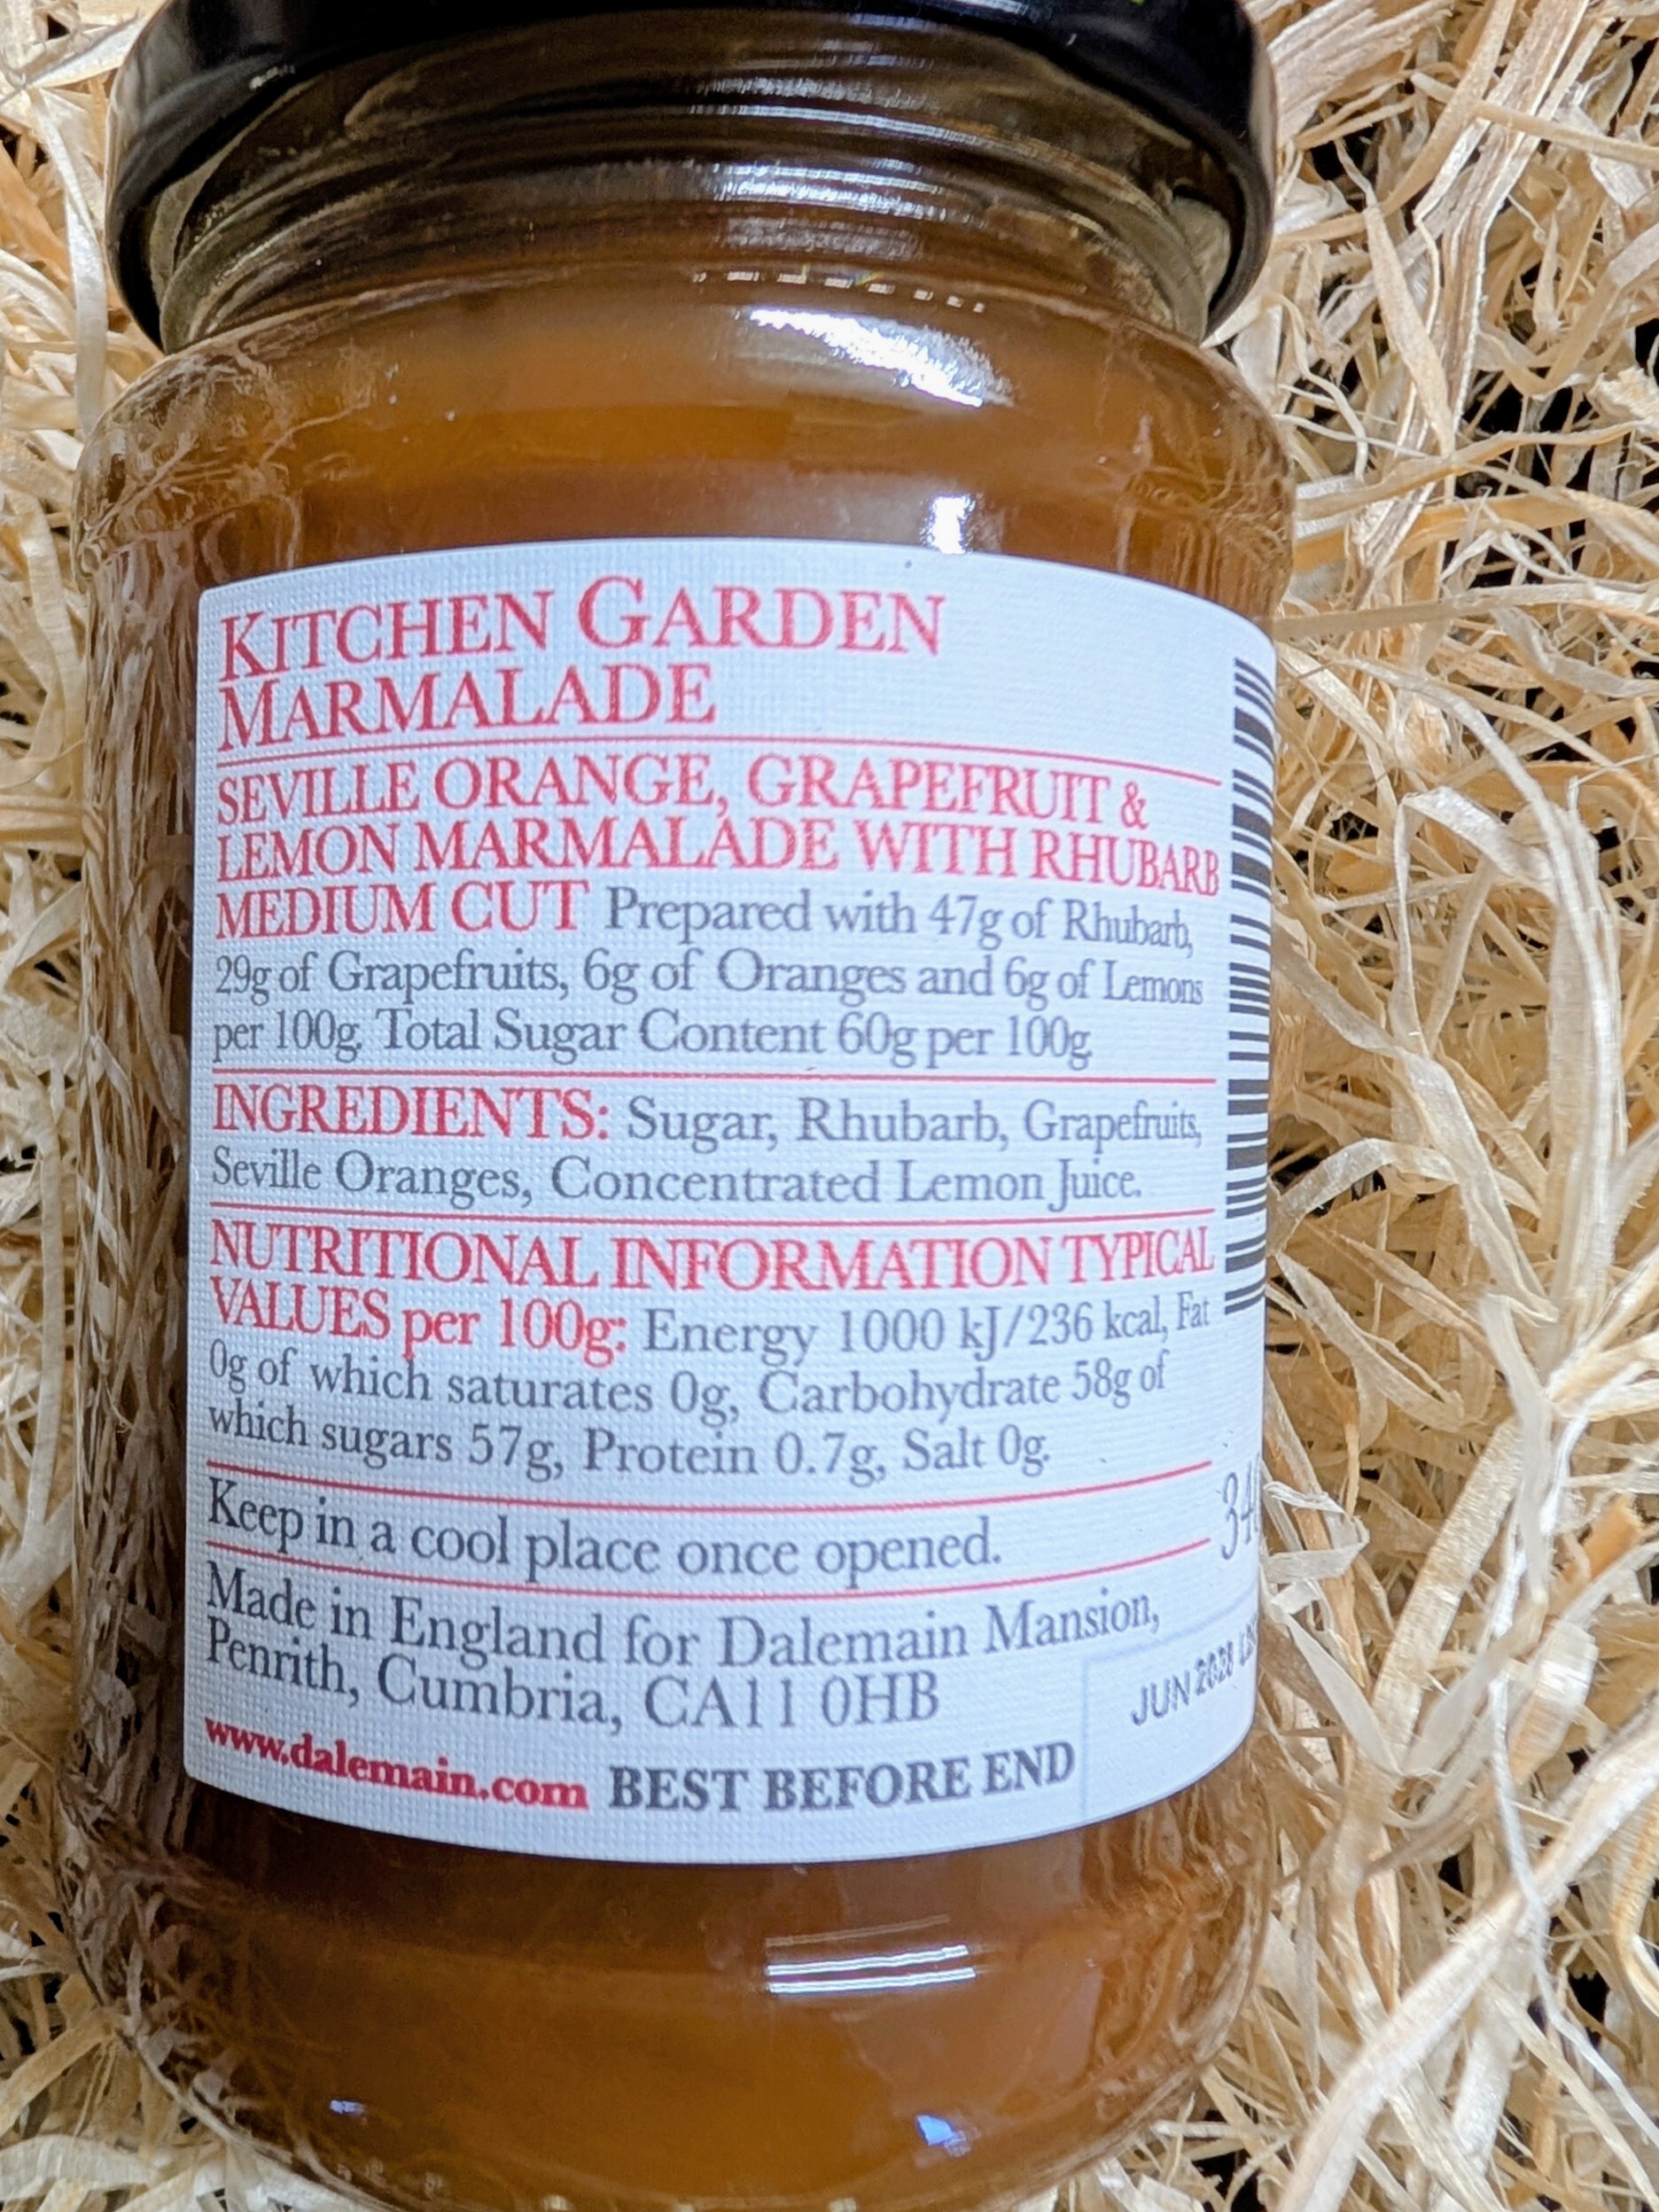 KITCHEN GARDEN
MARMALADE
SEVILLE ORANGE, GRAPEFRUIT &
LEMON MARMALADE WITH RHUBARB
MEDIUM CUT Prepared with 47g of Rhubarb,
29g of Grapefruits, 6g of Oranges and 6g of Lemons
per 100g. Total Sugar Content 60g per 100g.
INGREDIENTS: Sugar, Rhubarb, Grapefruits,
Seville Oranges, Concentrated Lemon Juice.
NUTRITIONAL INFORMATION TYPICAL
VALUES per 100g: Energy 1000 kJ/236 kcal, Fat
0g of which saturates 0g, Carbohydrate 58g of
which sugars 57g, Protein 0.7g, Salt 0g.
Keep in a cool place once opened.
Made in England for Dalemain Mansion,
Penrith, Cumbria, CA11 0HB
www.dalemain.com BEST BEFORE END
JUN 2028